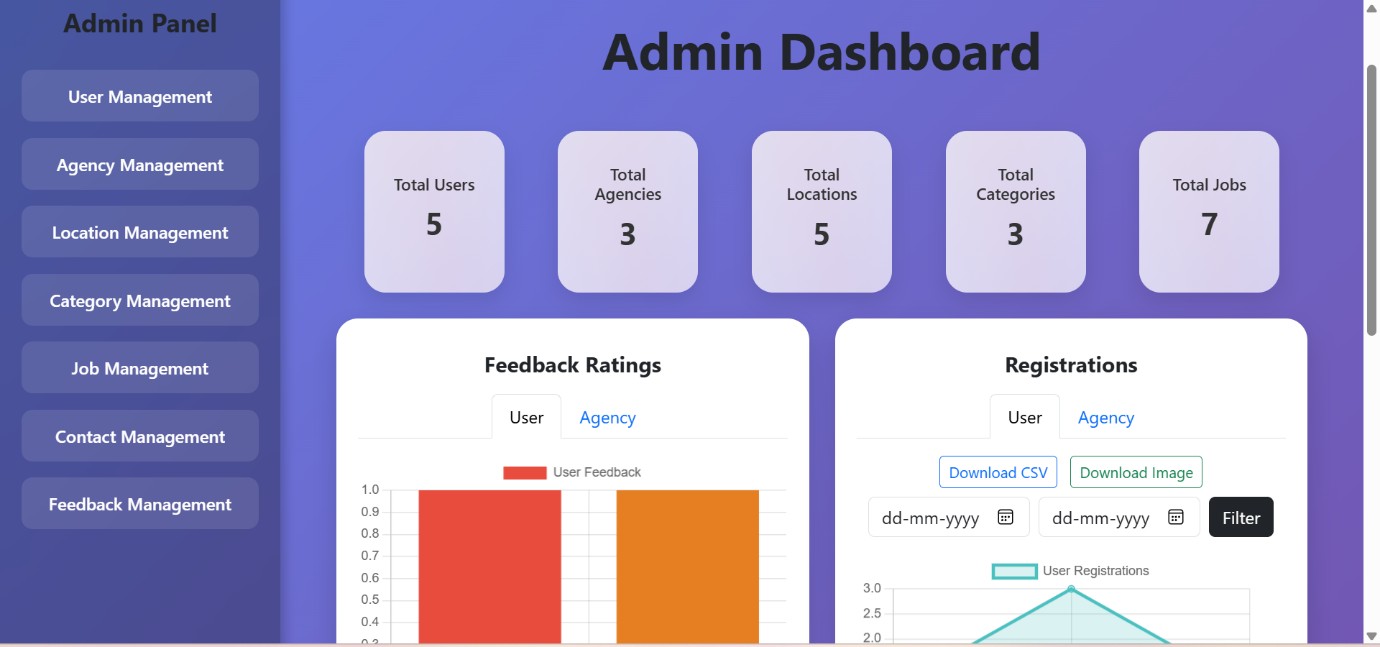 Admin Panel
User Management
Agency Management
Location Management
Category Management
Job Management
Contact Management
Feedback Management
Admin Dashboard
Total Users
5
Total
Agencies
3
Total
Locations
5
Total
Categories
3
Total Jobs
7
Feedback Ratings
User Agency
User Feedback
1.0
0.9
0.8
0.7
0.6
0.5
0.4
Registrations
User Agency
Download CSV Download Image
dd-mm-yyyy dd-mm-yyyy Filter
User Registrations
3.0
2.5
2.0